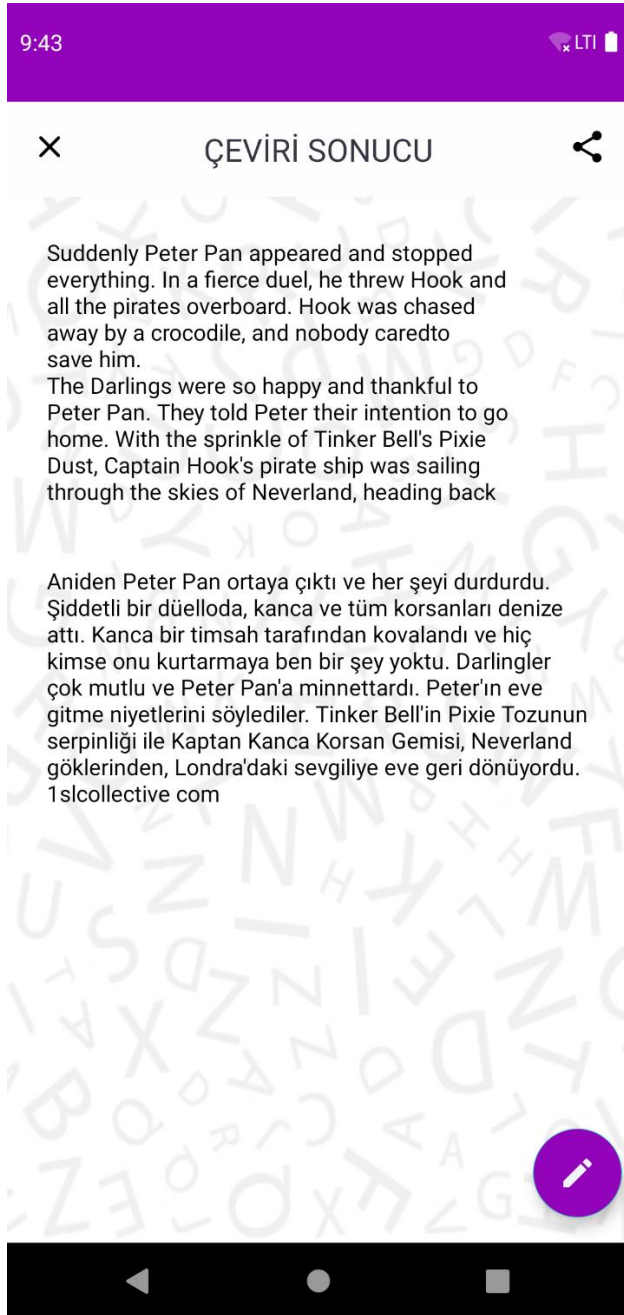 9:43
LTI
ÇEVİRİ SONUCU
Suddenly Peter Pan appeared and stopped
everything. In a fierce duel, he threw Hook and
all the pirates overboard. Hook was chased
away by a crocodile, and nobody caredto
save him.
The Darlings were so happy and thankful to
Peter Pan. They told Peter their intention to go
home. With the sprinkle of Tinker Bell's Pixie
Dust, Captain Hook's pirate ship was sailing
through the skies of Neverland, heading back
Aniden Peter Pan ortaya çıktı ve her şeyi durdurdu.
Şiddetli bir düelloda, kanca ve tüm korsanları denize
attı. Kanca bir timsah tarafından kovalandı ve hiç
kimse onu kurtarmaya ben bir şey yoktu. Darlingler
çok mutlu ve Peter Pan'a minnettardı. Peter'ın eve
gitme niyetlerini söylediler. Tinker Bell'in Pixie Tozunun
serpinliği ile Kaptan Kanca Korsan Gemisi, Neverland
göklerinden, Londra'daki sevgiliye eve geri dönüyordu.
1slcollective com